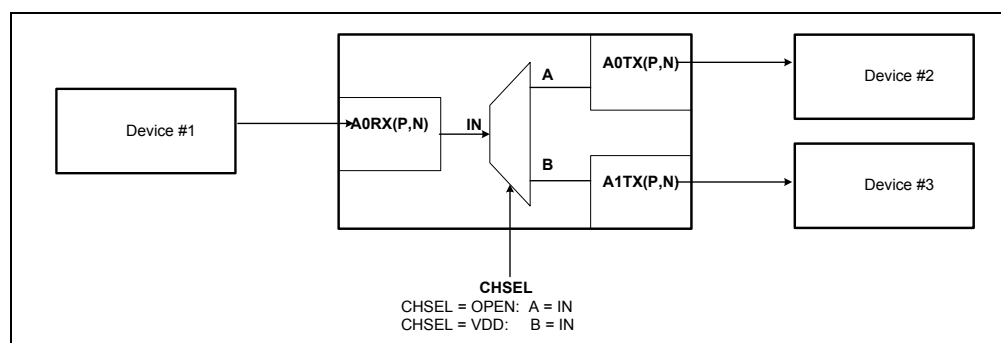 Device #1
A0RX(P,N)
IN
A
B
A0TX(P,N)
A1TX(P,N)
Device #2
Device #3
CHSEL
CHSEL = OPEN: A = IN
CHSEL = VDD: B = IN